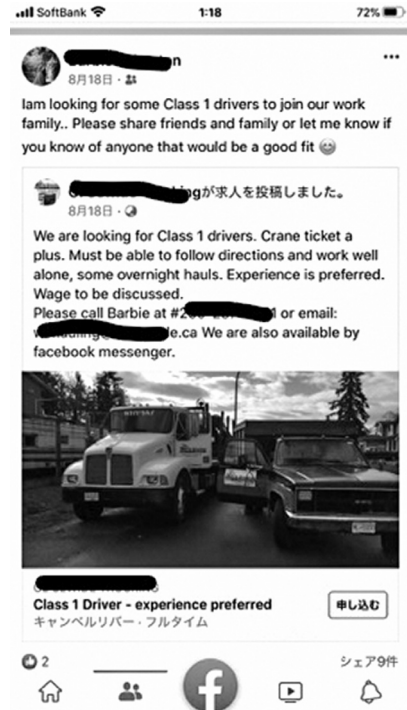 SoftBank 1:18 72%
n
8月18日
Iam looking for some Class 1 drivers to join our work
family.. Please share friends and family or let me know if
you know of anyone that would be a good fit 😊
ngが求人を投稿しました。
8月18日
We are looking for Class 1 drivers. Crane ticket a
plus. Must be able to follow directions and work well
alone, some overnight hauls. Experience is preferred.
Wage to be discussed.
Please call Barbie at #2 1 or email:
le.ca We are also available by
facebook messenger.
Class 1 Driver - experience preferred
申し込む
キャンベルリバー · フルタイム
2
シェア9件